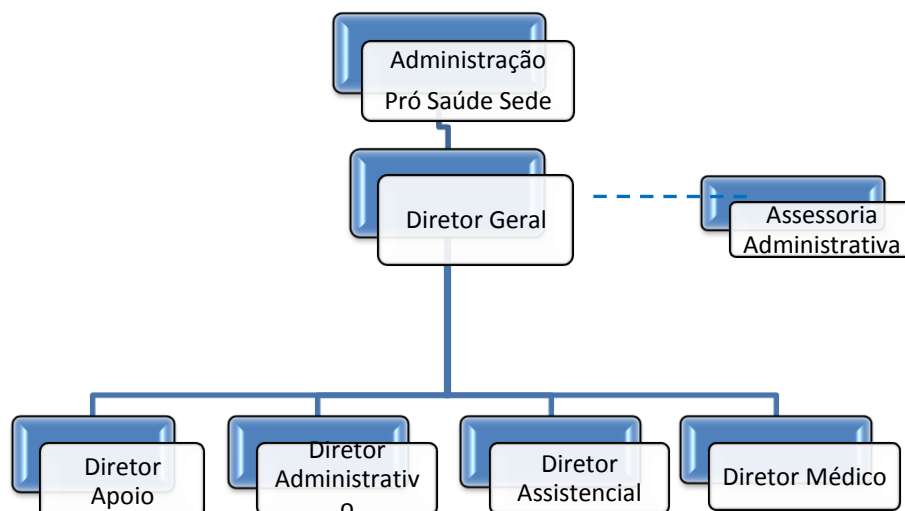 Administração
Pró Saúde Sede
Diretor Geral
Assessoria
Administrativa
Diretor
Apoio
Diretor
Administrativ
o
Diretor
Assistencial
Diretor Médico